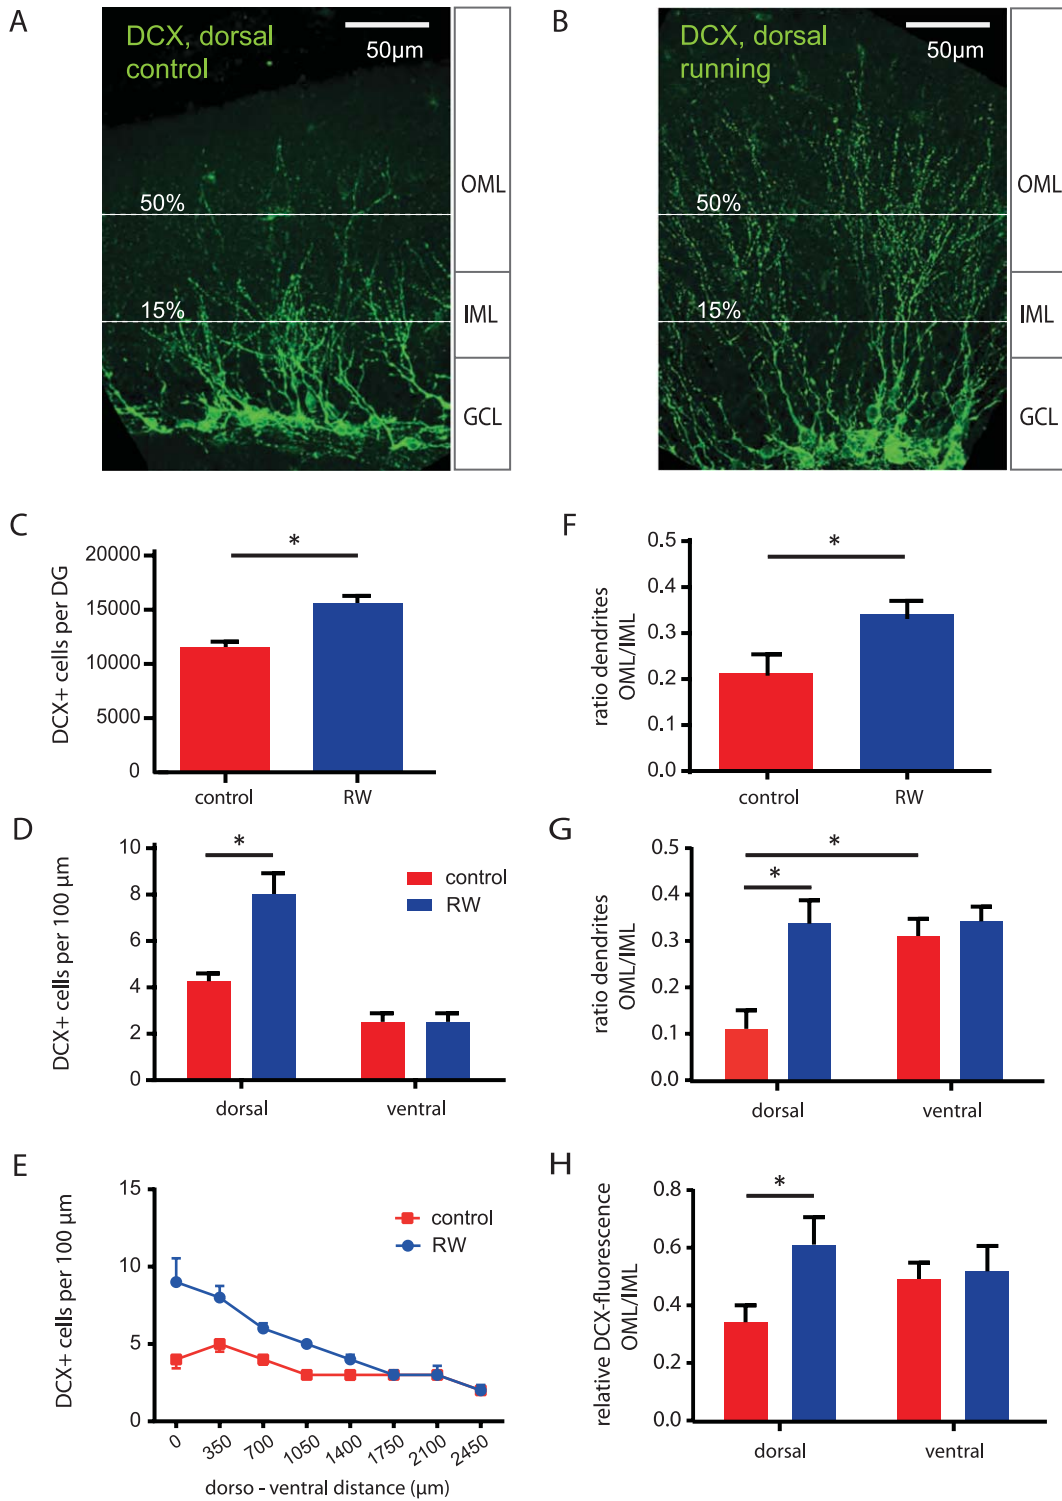 A
DCX, dorsal
control
50µm
50%
15%
OML
IML
GCL
B
DCX, dorsal
running
50µm
50%
15%
OML
IML
GCL
C
DCX+ cells per DG
20000
15000
10000
5000
0
*
control
RW
F
ratio dendrites
OML/IML
0.5
0.4
0.3
0.2
0.1
0.0
*
control
RW
D
DCX+ cells per 100 µm
10
8
6
4
2
0
*
control
RW
dorsal
ventral
G
ratio dendrites
OML/IML
0.5
0.4
0.3
0.2
0.1
0.0
*
*
dorsal
ventral
E
DCX+ cells per 100 µm
15
10
5
0
control
RW
0
350
700
1050
1400
1750
2100
2450
dorso - ventral distance (µm)
H
relative DCX-fluorescence
OML/IML
0.8
0.6
0.4
0.2
0.0
*
dorsal
ventral